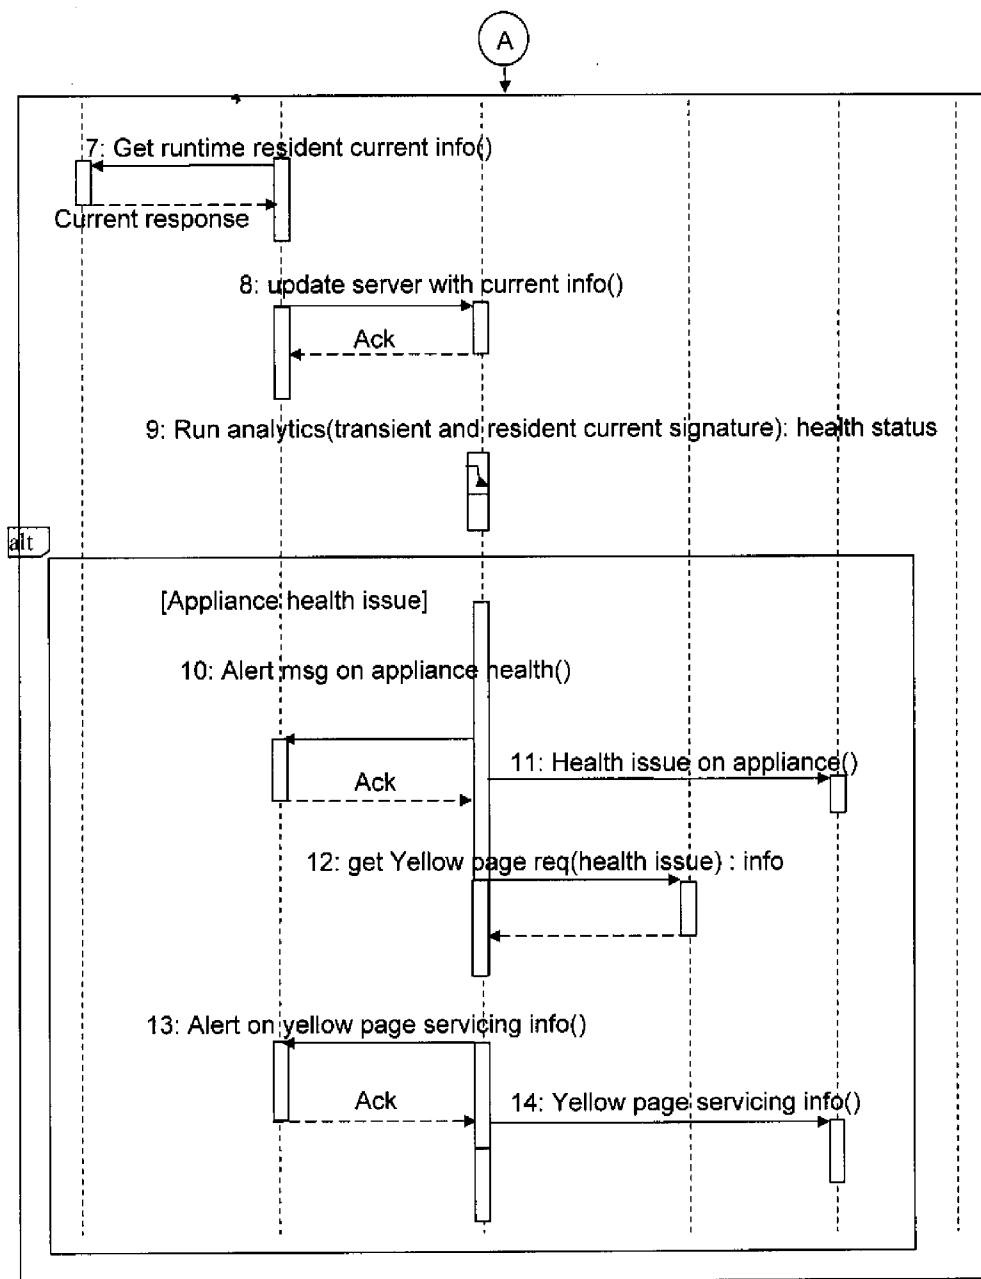 A
7: Get runtime resident current info()
Current response
8: update server with current info()
Ack
9: Run analytics(transient and resident current signature): health status
alt
[Appliance health issue]
10: Alert msg on appliance health()
11: Health issue on appliance()
Ack
12: get Yellow page req(health issue) : info
13: Alert on yellow page servicing info()
Ack
14: Yellow page servicing info()